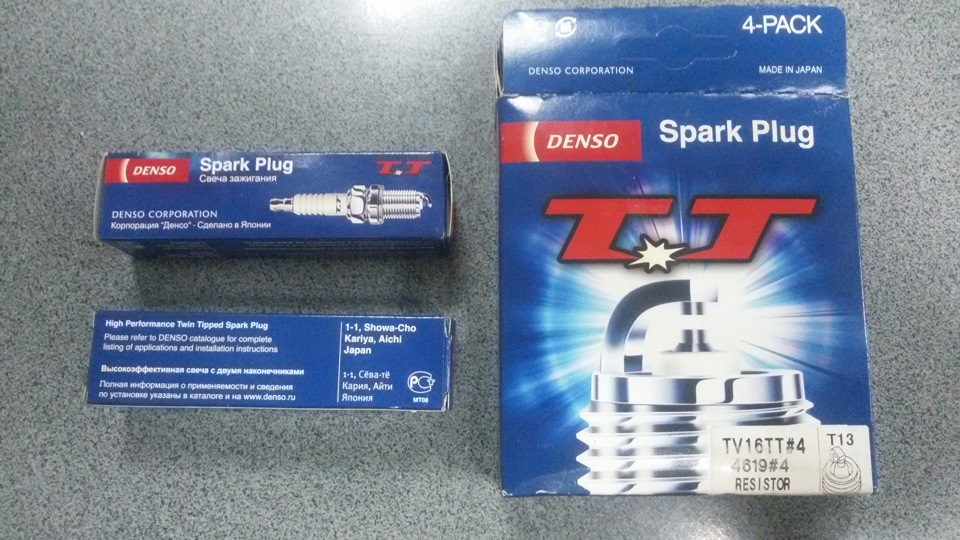 DENSO
Spark Plug
Свеча зажигания
TT
DENSO CORPORATION
Корпорация "Денсо" - Сделано в Японии
High Performance Twin Tipped Spark Plug
Please refer to DENSO catalogue for complete
listing of applications and installation instructions
Высокоэффективная свеча с двумя наконечниками
Полная информация о применяемости и сведения
по установке указаны в каталоге и на www.denso.ru
1-1, Showa-Cho
Kariya, Aichi
Japan
1-1, Сёва-тё
Кария, Айти
Япония
РСТ
МТ08
4-PACK
DENSO CORPORATION
MADE IN JAPAN
DENSO
Spark Plug
TT
TV16TT#4
4619#4
RESISTOR
T13